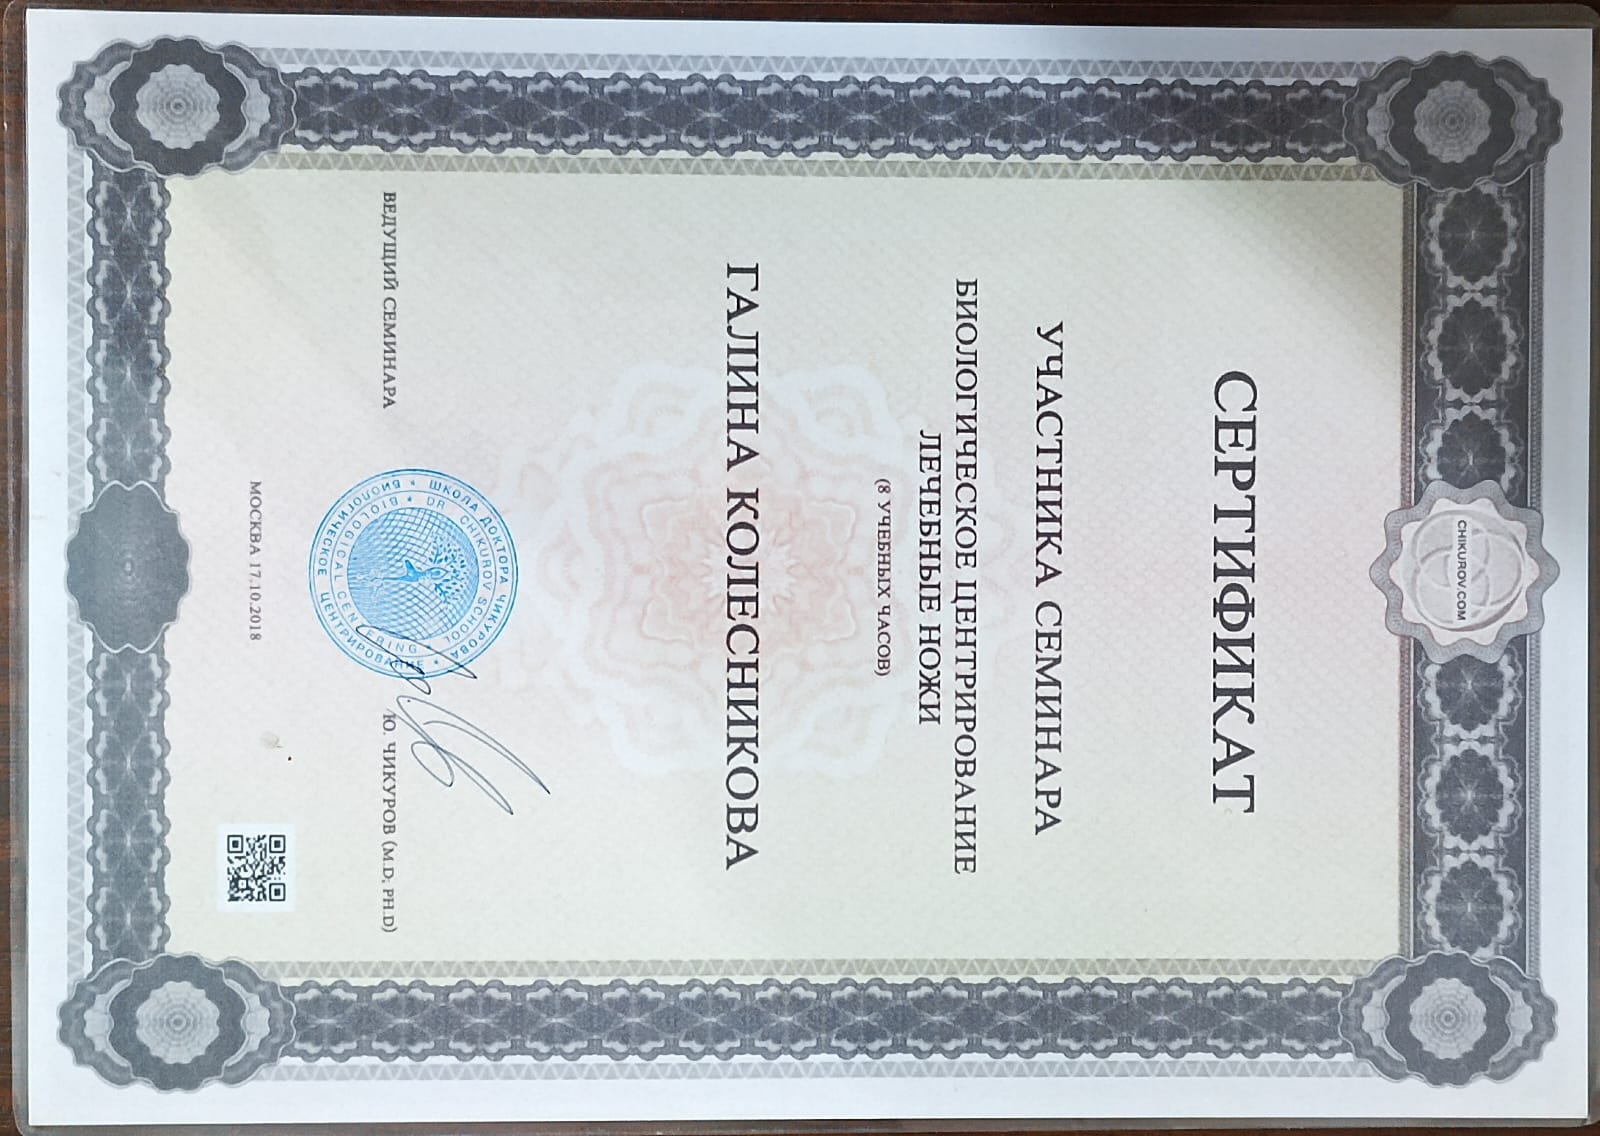 CHIKUROV.COM
СЕРТИФИКАТ
УЧАСТНИКА СЕМИНАРА
БИОЛОГИЧЕСКОЕ ЦЕНТРИРОВАНИЕ
ЛЕЧЕБНЫЕ НОЖИ
(8 УЧЕБНЫХ ЧАСОВ)
ГАЛИНА КОЛЕСНИКОВА
ВЕДУЩИЙ СЕМИНАРА
Ю. ЧИКУРОВ (M.D; PH.D)
ШКОЛА ДОКТОРА ЧИКУРОВА
БИОЛОГИЧЕСКОЕ ЦЕНТРИРОВАНИЕ
DR. CHIKUROV SCHOOL
BIOLOGICAL CENTERING
МОСКВА 17.10.2018